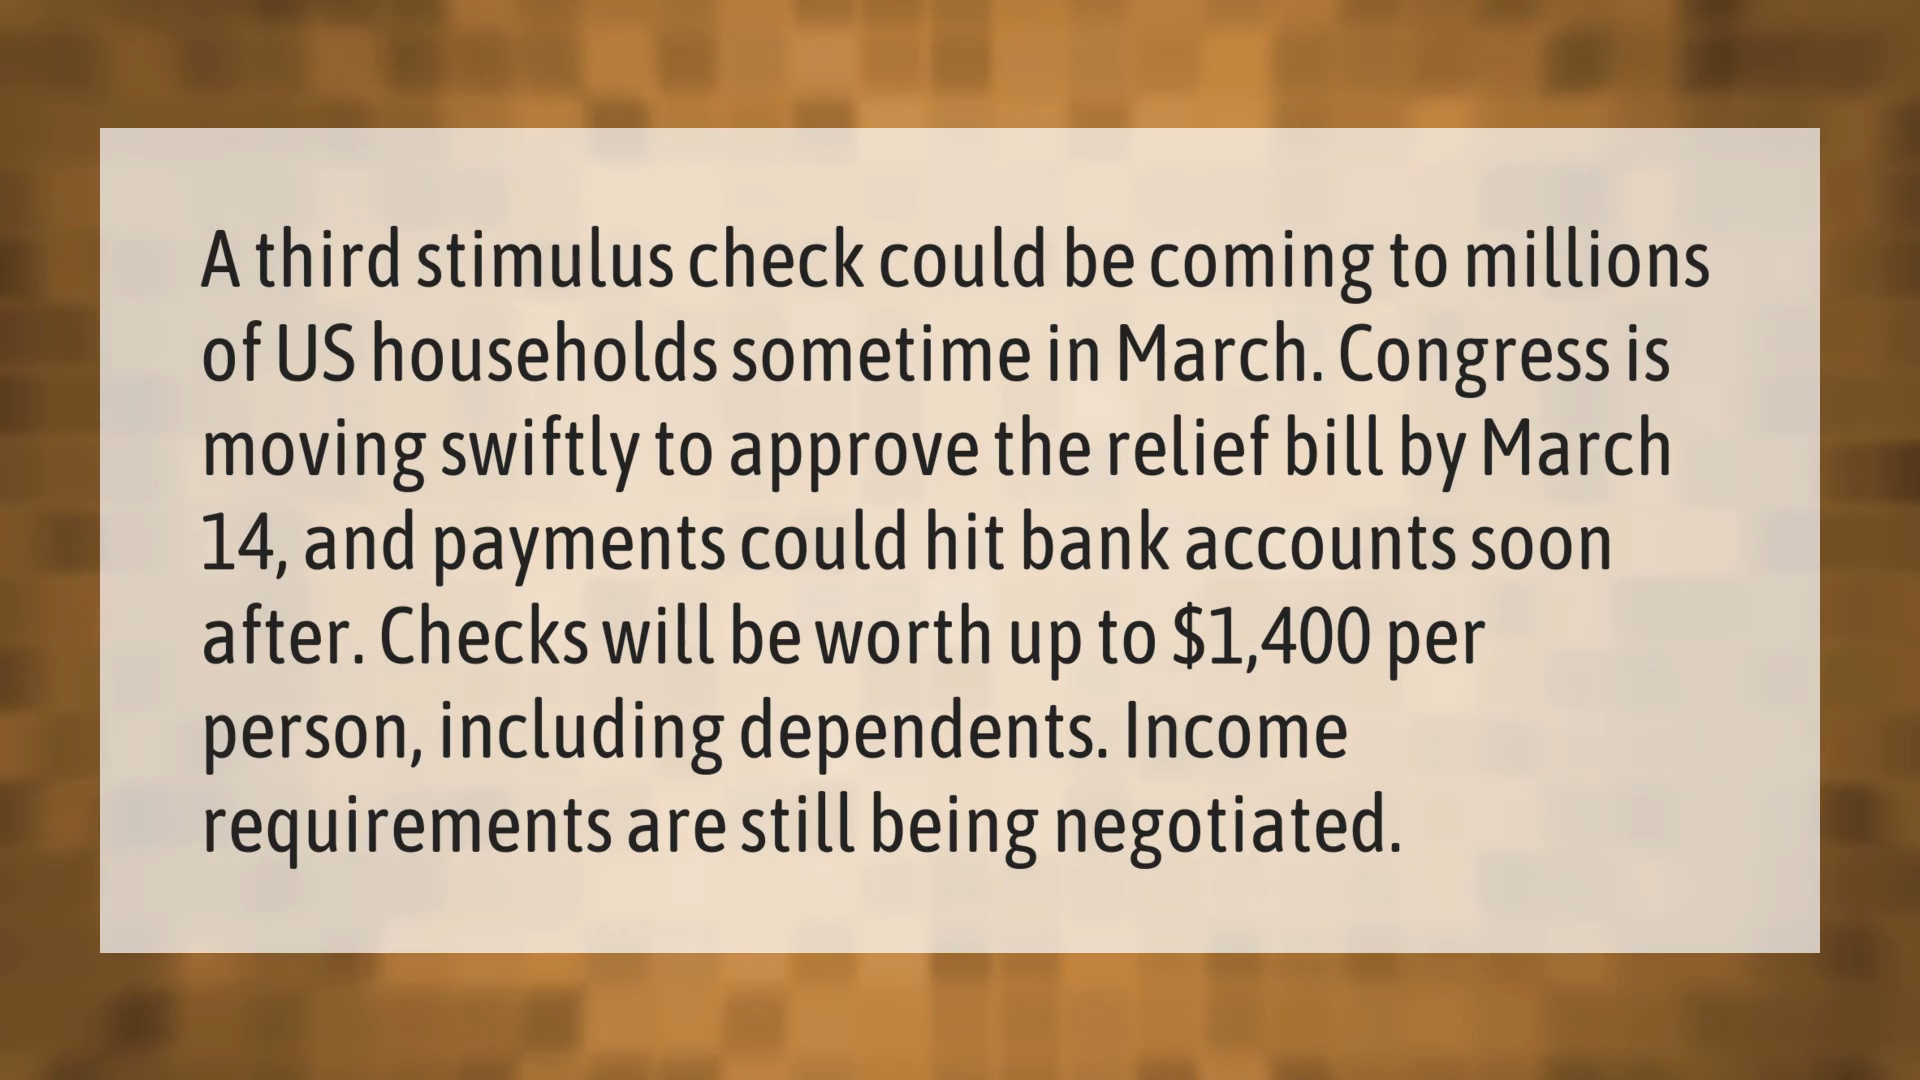 A third stimulus check could be coming to millions
of US households sometime in March. Congress is
moving swiftly to approve the relief bill by March
14, and payments could hit bank accounts soon
after. Checks will be worth up to $1,400 per
person, including dependents. Income
requirements are still being negotiated.